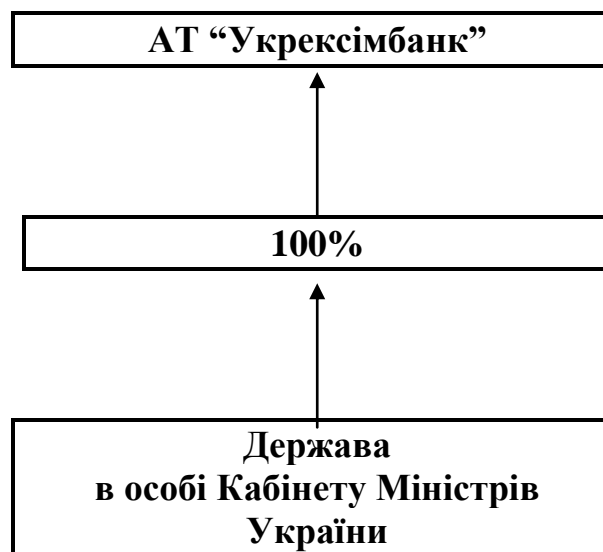 АТ “Укрексімбанк”
100%
Держава
в особі Кабінету Міністрів
України